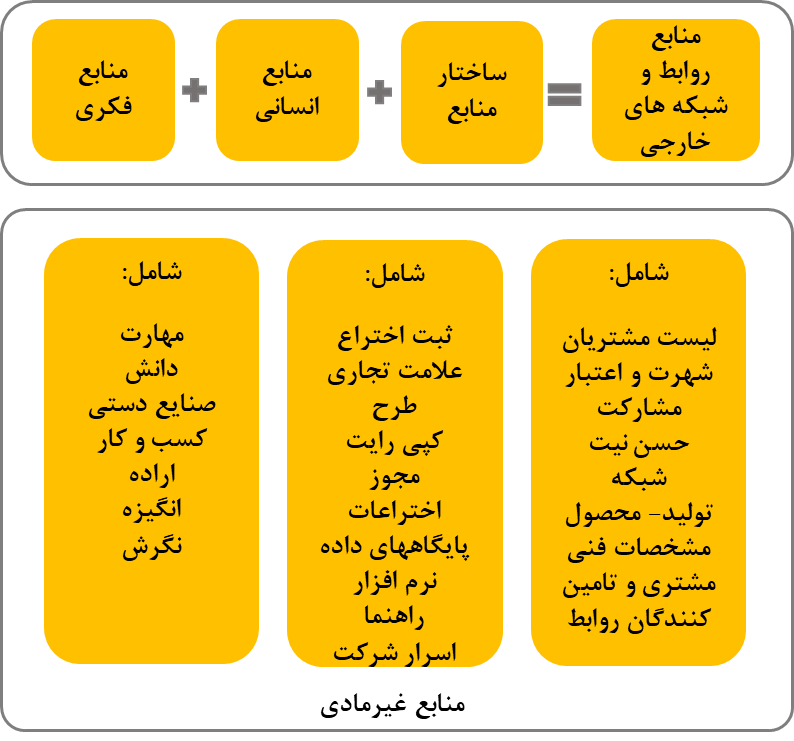 منابع
فکری
+
منابع
انسانی
+
ساختار
منابع
=
منابع
روابط و
شبکه های
خارجی
شامل:
مهارت
دانش
صنایع دستی
کسب و کار
اراده
انگیزه
نگرش
شامل:
ثبت اختراع
علامت تجاری
طرح
کپی رایت
مجوز
اختراعات
پایگاههای داده
نرم افزار
راهنما
اسرار شرکت
شامل:
لیست مشتریان
شهرت و اعتبار
مشارکت
حسن نیت
شبکه
تولید- محصول
مشخصات فنی
مشتری و تامین
کنندگان روابط
منابع غیرمادی